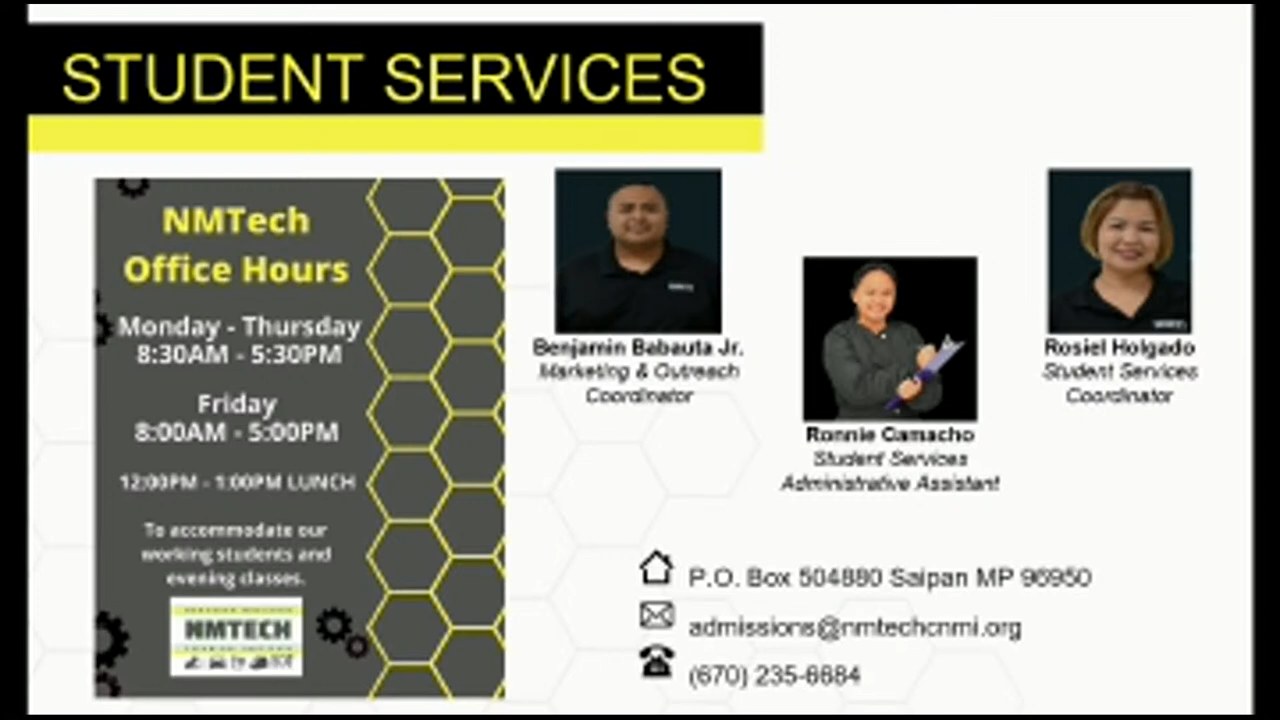 STUDENT SERVICES
NMTech
Office Hours
Monday - Thursday
8:30AM - 5:30PM
Friday
8:00AM - 5:00PM
12:00PM - 1:00PM LUNCH
To accommodate our
working students and
evening classes.
NMTECH
Benjamin Babauta Jr.
Marketing & Outreach
Coordinator
Ronnie Camacho
Student Services
Administrative Assistant
Rosiel Holgado
Student Services
Coordinator
P.O. Box 504880 Saipan MP 96950
admissions@nmtechcnmi.org
(670) 235-6684